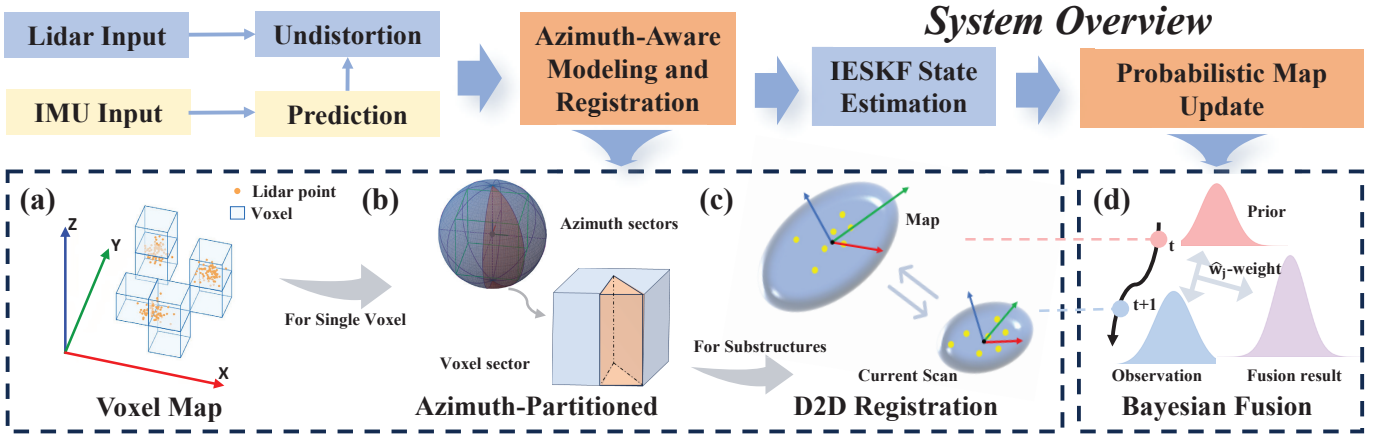 System Overview
Lidar Input
Undistortion
IMU Input
Prediction
Azimuth-Aware
Modeling and
Registration
IESKF State
Estimation
Probabilistic Map
Update
(a)
Lidar point
Voxel
Z
Y
X
Voxel Map
For Single Voxel
(b)
Azimuth sectors
Voxel sector
Azimuth-Partitioned
For Substructures
(c)
Map
Current Scan
D2D Registration
(d)
Prior
t
ŵj-weight
t+1
Observation
Fusion result
Bayesian Fusion